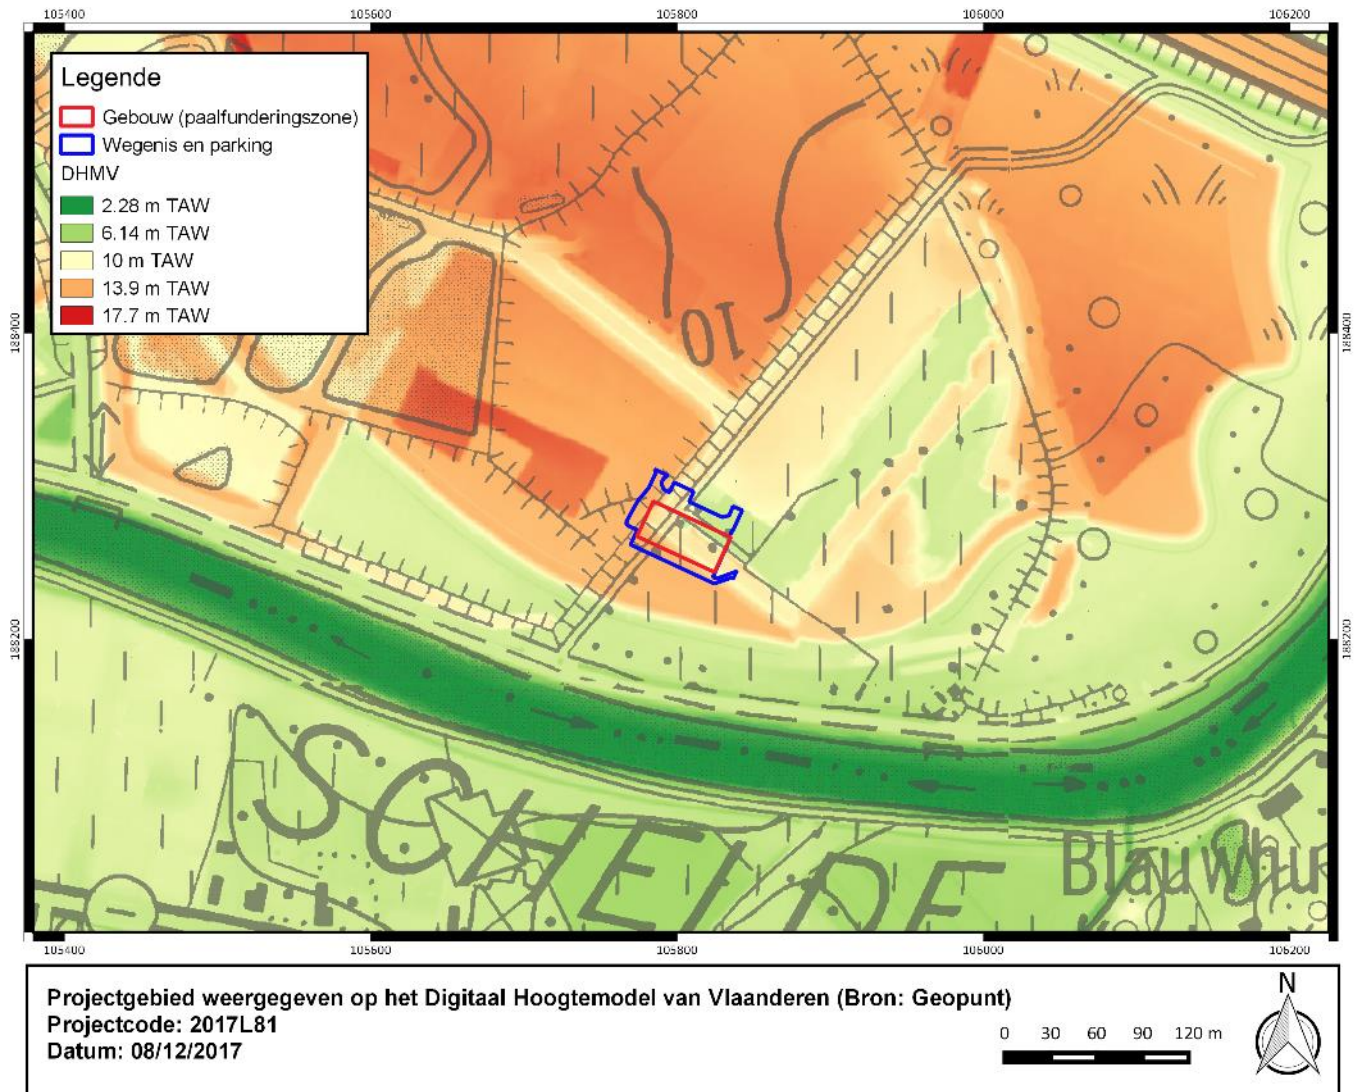 105400 105600 105800 106000 106200
Legende
Gebouw (paalfunderingszone)
Wegenis en parking
DHMV
2.28 m TAW
6.14 m TAW
10 m TAW
13.9 m TAW
17.7 m TAW
10
188400 188400
188200 188200
SCHELDE
Blauwhu
105400 105600 105800 106000 106200
Projectgebied weergegeven op het Digitaal Hoogtemodel van Vlaanderen (Bron: Geopunt)
Projectcode: 2017L81
Datum: 08/12/2017
0 30 60 90 120 m
N